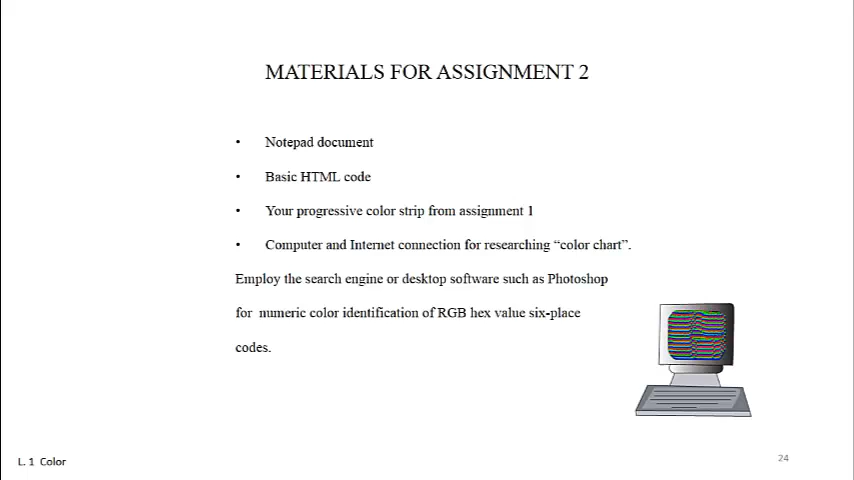 MATERIALS FOR ASSIGNMENT 2
• Notepad document
• Basic HTML code
• Your progressive color strip from assignment 1
• Computer and Internet connection for researching “color chart”.
Employ the search engine or desktop software such as Photoshop
for numeric color identification of RGB hex value six-place
codes.
L. 1 Color
24